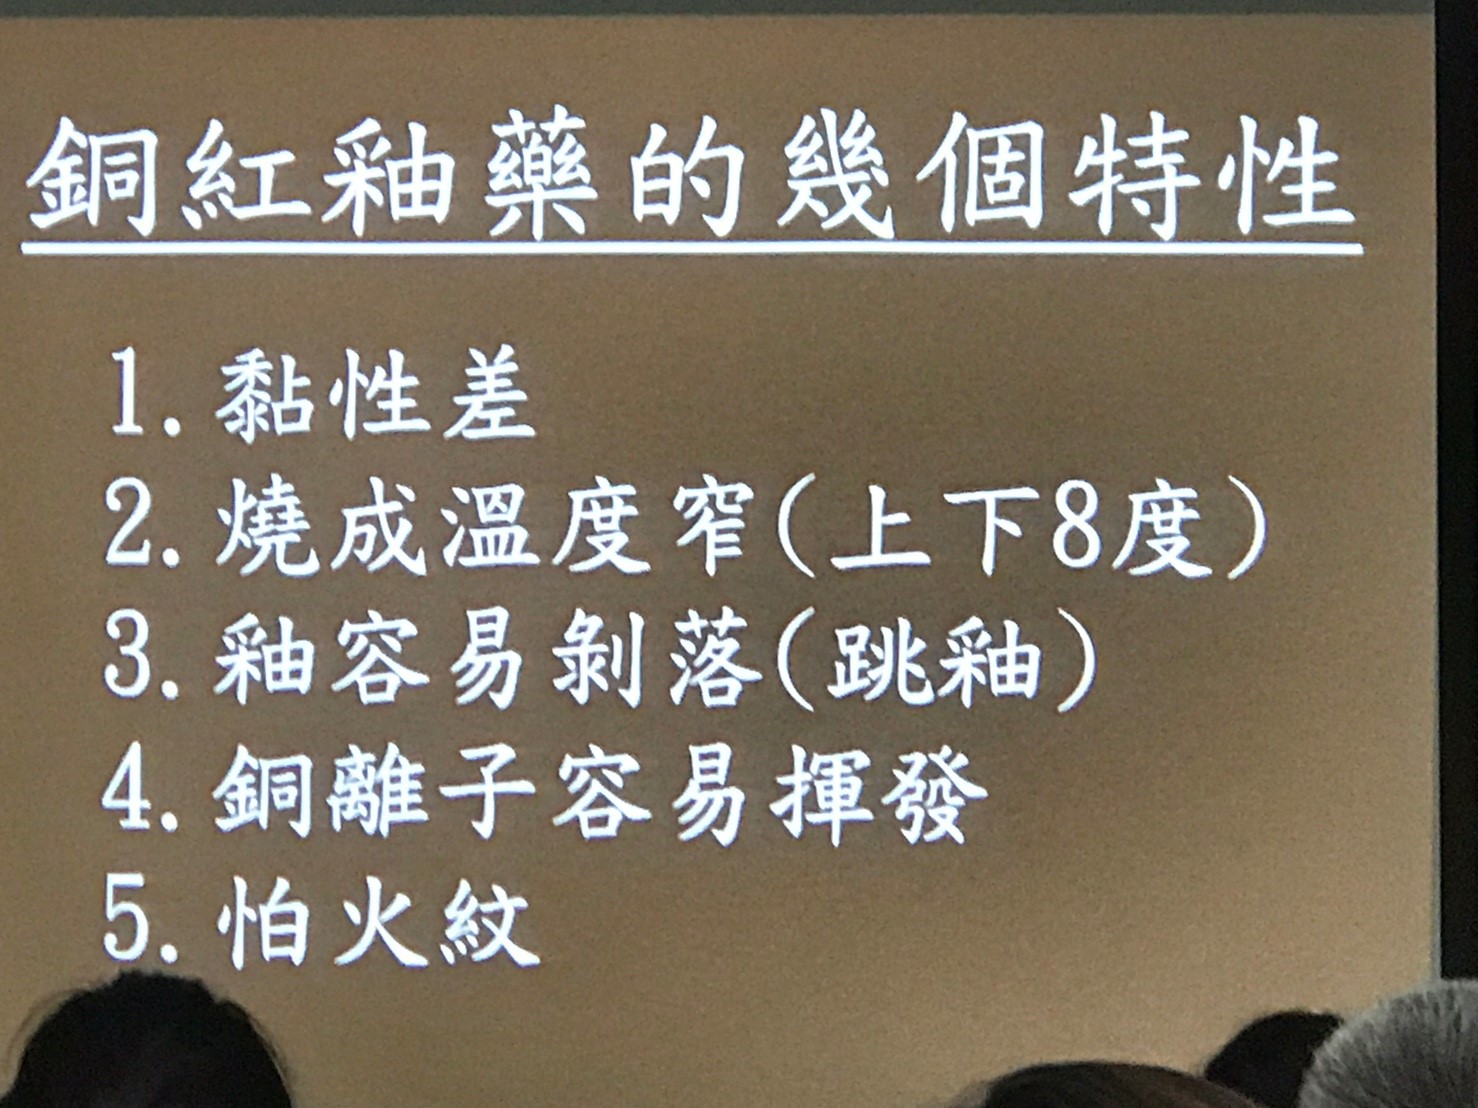 銅紅釉藥的幾個特性
1.黏性差
2.燒成溫度窄(上下8度)
3.釉容易剝落(跳釉)
4.銅離子容易揮發
5.怕火紋